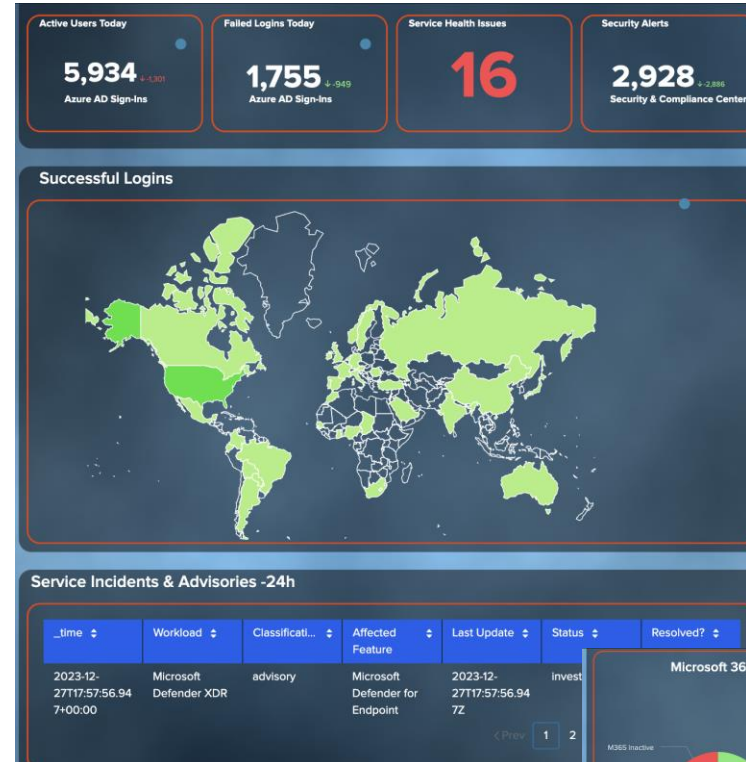 Active Users Today
Failed Logins Today
Service Health Issues
Security Alerts
5,934 ↓-1,301
Azure AD Sign-Ins
1,755 ↓-949
Azure AD Sign-Ins
16
2,928 ↓-2,886
Security & Compliance Center
Successful Logins
Service Incidents & Advisories -24h
_time
Workload
Classificati...
Affected
Feature
Last Update
Status
Resolved?
2023-12-
27T17:57:56.94
7+00:00
Microsoft
Defender XDR
advisory
Microsoft
Defender for
Endpoint
2023-12-
27T17:57:56.94
7Z
invest
< Prev 1 2
Microsoft 36
M365 Inactive